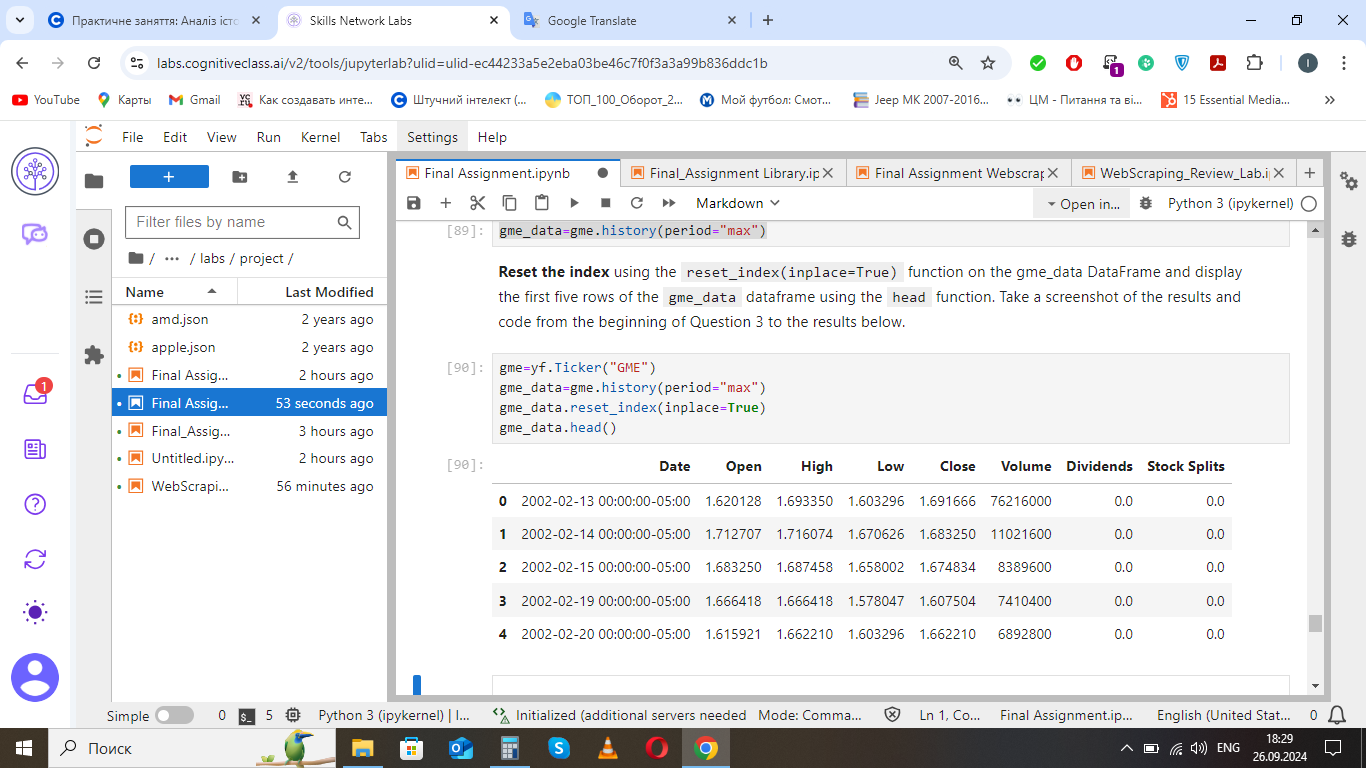 Практичне заняття: Аналіз істо
Skills Network Labs
Google Translate
labs.cognitiveclass.ai/v2/tools/jupyterlab?ulid=ulid-ec44233a5e2eba03be46c7f0f3a3a99b836ddc1b
1
I
YouTube
Карты
Gmail
Как создавать инте...
Штучний інтелект (...
ТОП_100_Оборот_2...
Мой футбол: Смот...
Jeep MK 2007-2016...
ЦМ - Питання та ві...
15 Essential Media...
File Edit View Run Kernel Tabs Settings Help
Final Assignment.ipynb
Final_Assignment Library.ip
Final Assignment Webscrap
WebScraping_Review_Lab.i
Markdown
Open in...
Python 3 (ipykernel)
Filter files by name
/ ··· / labs / project /
Name Last Modified
amd.json 2 years ago
apple.json 2 years ago
Final Assig... 2 hours ago
Final Assig... 53 seconds ago
Final_Assig... 3 hours ago
Untitled.ipy... 2 hours ago
WebScrapi... 56 minutes ago
1
[89]: gme_data=gme.history(period="max")
Reset the index using the reset_index(inplace=True) function on the gme_data DataFrame and display
the first five rows of the gme_data dataframe using the head function. Take a screenshot of the results and
code from the beginning of Question 3 to the results below.
[90]: gme=yf.Ticker("GME")
gme_data=gme.history(period="max")
gme_data.reset_index(inplace=True)
gme_data.head()
[90]: Date Open High Low Close Volume Dividends Stock Splits
0 2002-02-13 00:00:00-05:00 1.620128 1.693350 1.603296 1.691666 76216000 0.0 0.0
1 2002-02-14 00:00:00-05:00 1.712707 1.716074 1.670626 1.683250 11021600 0.0 0.0
2 2002-02-15 00:00:00-05:00 1.683250 1.687458 1.658002 1.674834 8389600 0.0 0.0
3 2002-02-19 00:00:00-05:00 1.666418 1.666418 1.578047 1.607504 7410400 0.0 0.0
4 2002-02-20 00:00:00-05:00 1.615921 1.662210 1.603296 1.662210 6892800 0.0 0.0
Simple 0 5 Python 3 (ipykernel) | I... Initialized (additional servers needed Mode: Comma... Ln 1, Co... Final Assignment.ip... English (United Stat... 0
Поиск
ENG
18:29
26.09.2024